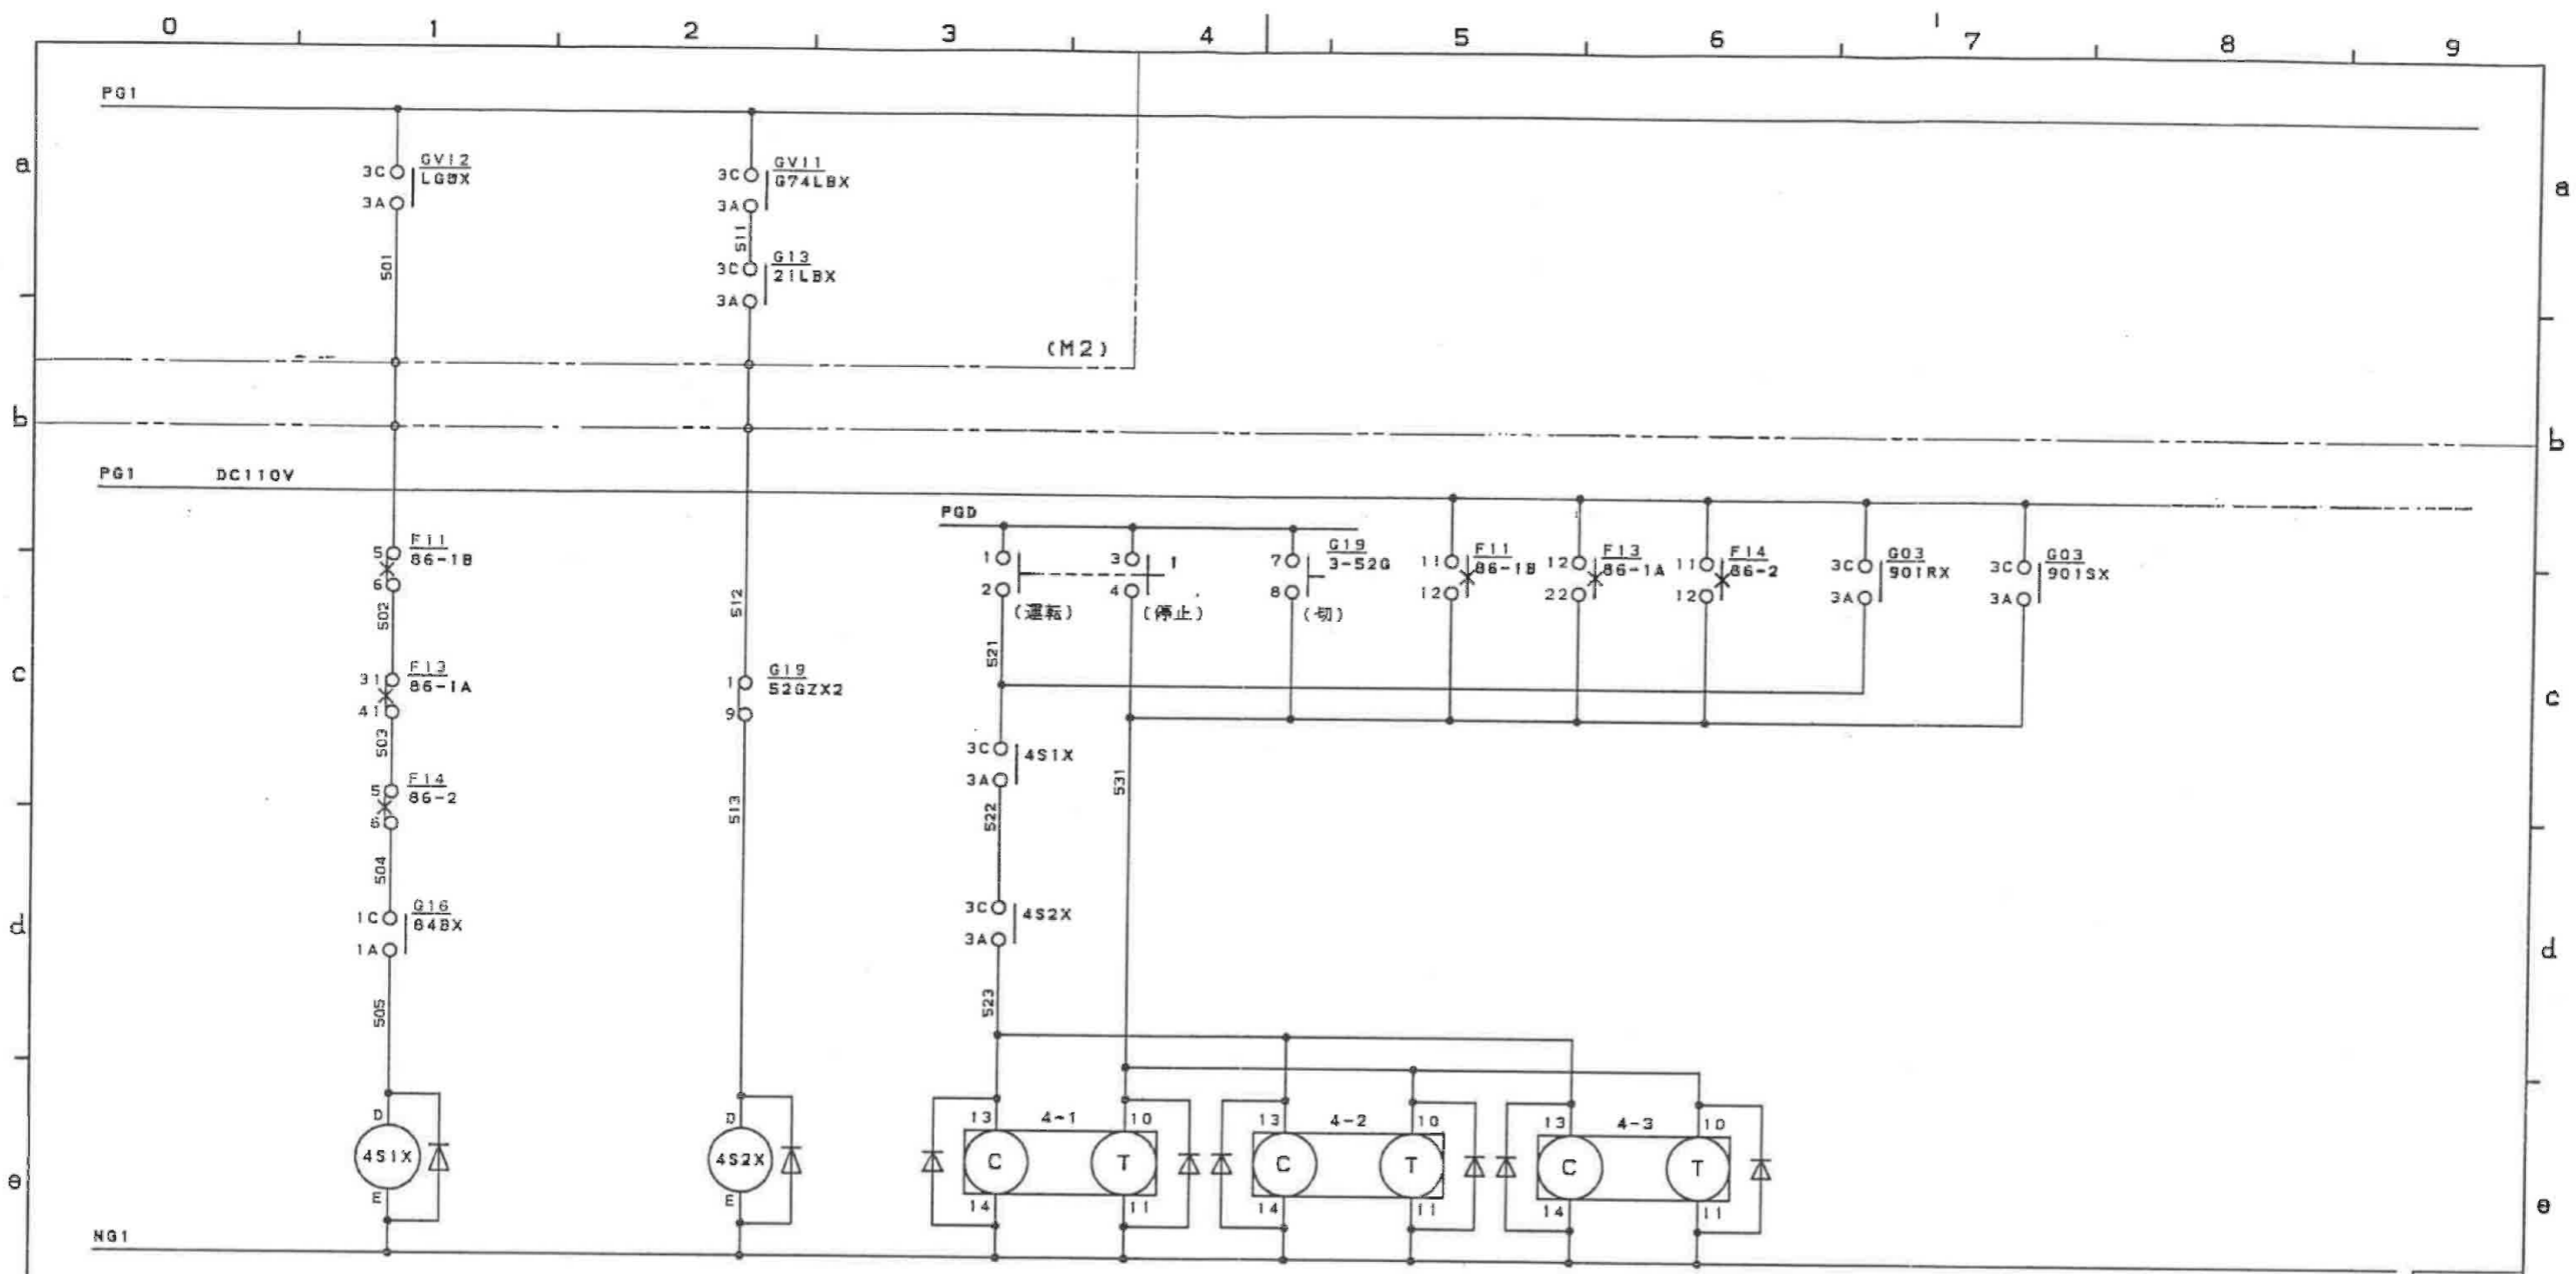 0 1 2 3 4 5 6 7 8 9
PG1
a
3C GV12
LGBX
3A
501
3C GV11
G74LBX
3A
511
3C G13
21LBX
3A
a
(M2)
b
b
PG1 DC110V
PGD
5 F11
86-1B
6
502
512
1
2
(運転)
3 1
4
(停止)
7 G19
3-52G
8
(切)
11 F11
86-1B
12
12 F13
86-1A
22
11 F14
86-2
12
3C G03
901RX
3A
3C G03
901SX
3A
c
31 F13
86-1A
41
503
1 G19
52GZX2
9
521
c
5 F14
86-2
6
504
513
3C 4S1X
3A
522
531
d
1C G16
84BX
1A
505
3C 4S2X
3A
523
d
e
D
4S1X
E
D
4S2X
E
13 4-1 10
C T
14 11
13 4-2 10
C T
14 11
13 4-3 10
C T
14 11
e
NG1